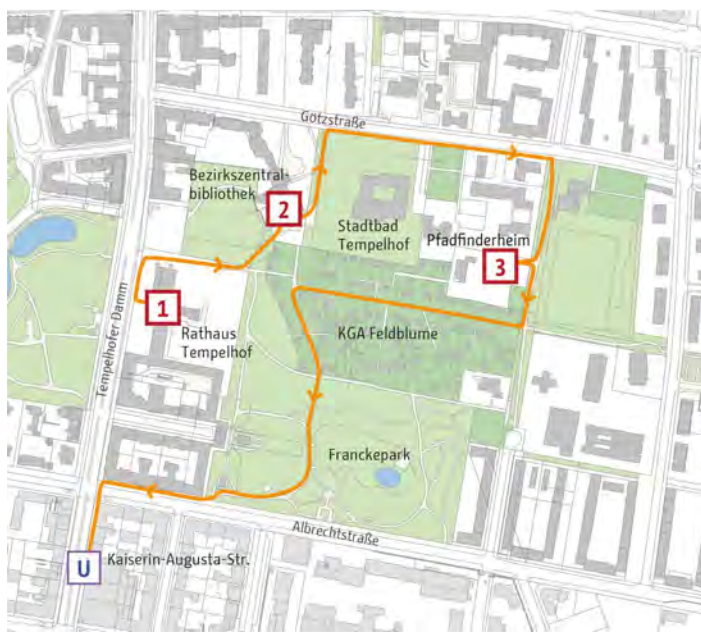 Götzstraße
Bezirkszentral-
bibliothek
2
Stadtbad
Tempelhof
Pfadfinderheim
3
Tempelhofer Damm
1
Rathaus
Tempelhof
KGA Feldblume
Franckepark
Albrechtstraße
U
Kaiserin-Augusta-Str.